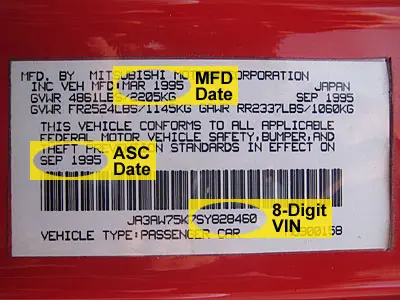 MFD. BY MITSUBISHI MOTOR CORPORATION
INC VEH MFD: MAR 1995 JAPAN
MFD Date
GVWR 4861LBS/2205KG SEP 1995
GVWR FR2524LBS/1145KG GAWR RR2337LBS/1060KG
THIS VEHICLE CONFORMS TO ALL APPLICABLE
FEDERAL MOTOR VEHICLE SAFETY, BUMPER, AND
THEFT PREVENTION STANDARDS IN EFFECT ON
SEP 1995
ASC Date
JA3AW75K7SY828460
8-Digit VIN
VEHICLE TYPE:PASSENGER CAR